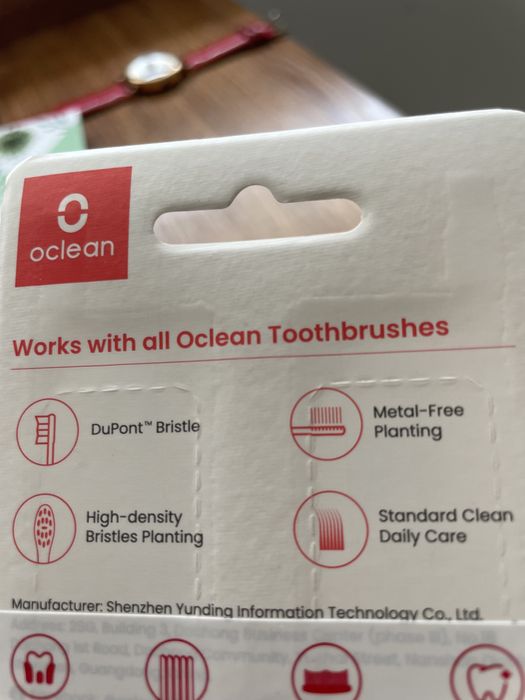 oclean
Works with all Oclean Toothbrushes
DuPont™ Bristle
Metal-Free
Planting
High-density
Bristles Planting
Standard Clean
Daily Care
Manufacturer: Shenzhen Yunding Information Technology Co., Ltd.